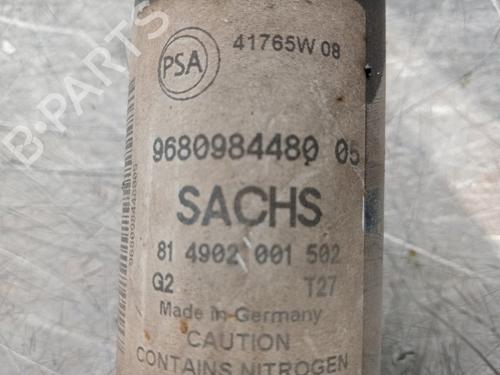 PSA
41765W 08
9680984480 05
SACHS
81 4902 001 502
G2 T27
Made in Germany
CAUTION
CONTAINS NITROGEN
968098448005
B-PARTS